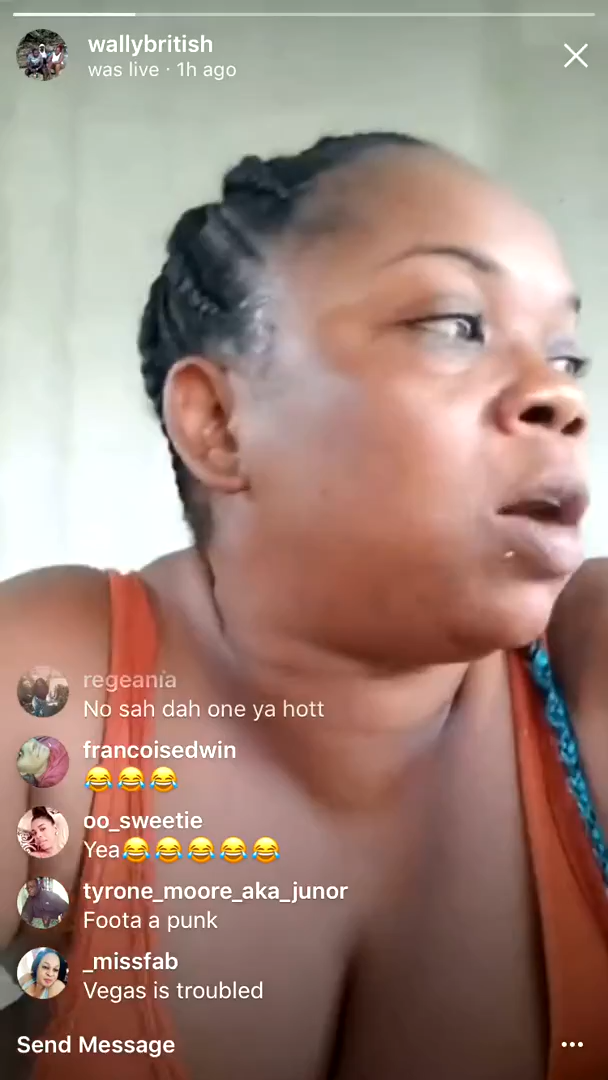 wallybritish
was live · 1h ago
regeania
No sah dah one ya hott
francoisedwin
😂😂😂
oo_sweetie
Yea😂😂😂😂😂
tyrone_moore_aka_junor
Foota a punk
_missfab
Vegas is troubled
Send Message